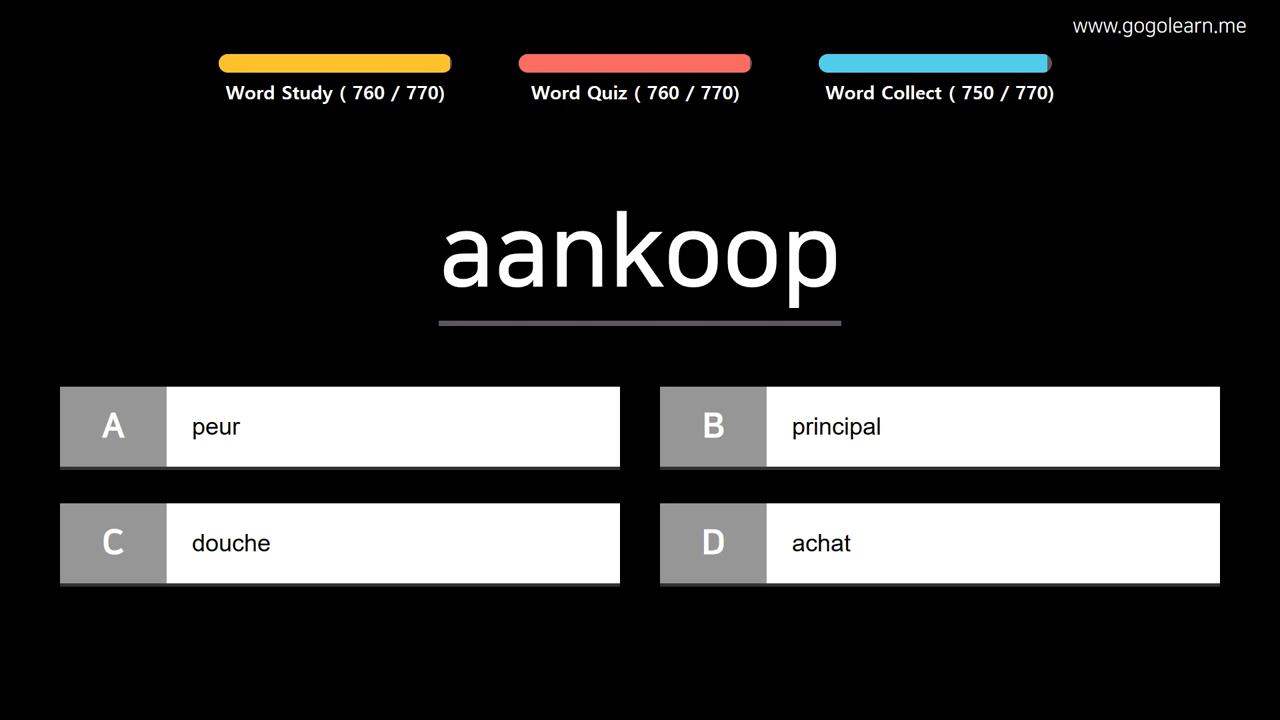 www.gogolearn.me
Word Study ( 760 / 770)
Word Quiz ( 760 / 770)
Word Collect ( 750 / 770)
aankoop
A
peur
B
principal
C
douche
D
achat